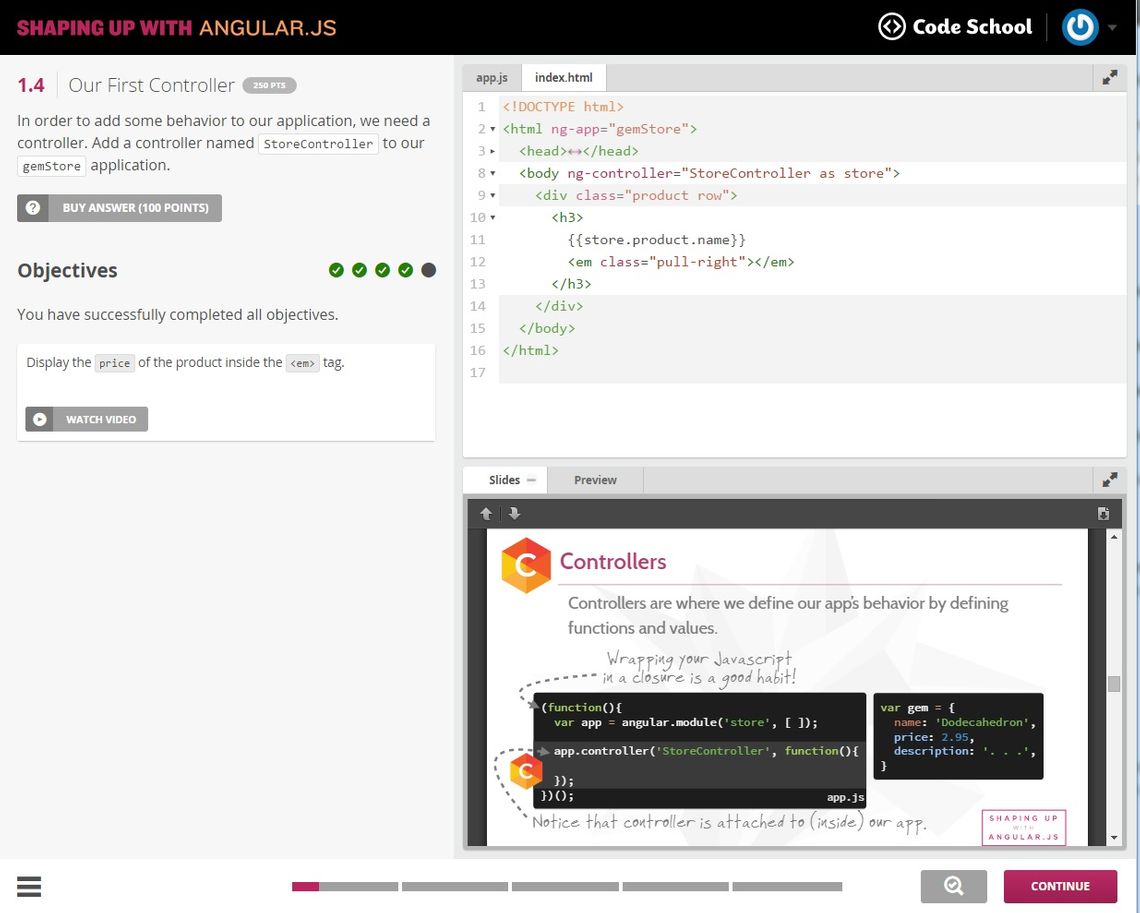 SHAPING UP WITH ANGULAR.JS
Code School
1.4 Our First Controller 250 PTS
In order to add some behavior to our application, we need a
controller. Add a controller named StoreController to our
gemStore application.
BUY ANSWER (100 POINTS)
Objectives
You have successfully completed all objectives.
Display the price of the product inside the <em> tag.
WATCH VIDEO
app.js index.html
1 <!DOCTYPE html>
2 <html ng-app="gemStore">
3 <head>↔</head>
8 <body ng-controller="StoreController as store">
9 <div class="product row">
10 <h3>
11 {{store.product.name}}
12 <em class="pull-right"></em>
13 </h3>
14 </div>
15 </body>
16 </html>
17
Slides Preview
C Controllers
Controllers are where we define our app's behavior by defining
functions and values.
Wrapping your Javascript
in a closure is a good habit!
(function(){
var app = angular.module('store', [ ]);
app.controller('StoreController', function(){
C
});
})();
app.js
var gem = {
name: 'Dodecahedron',
price: 2.95,
description: '. . .',
}
Notice that controller is attached to (inside) our app.
SHAPING UP
WITH
ANGULAR.JS
CONTINUE